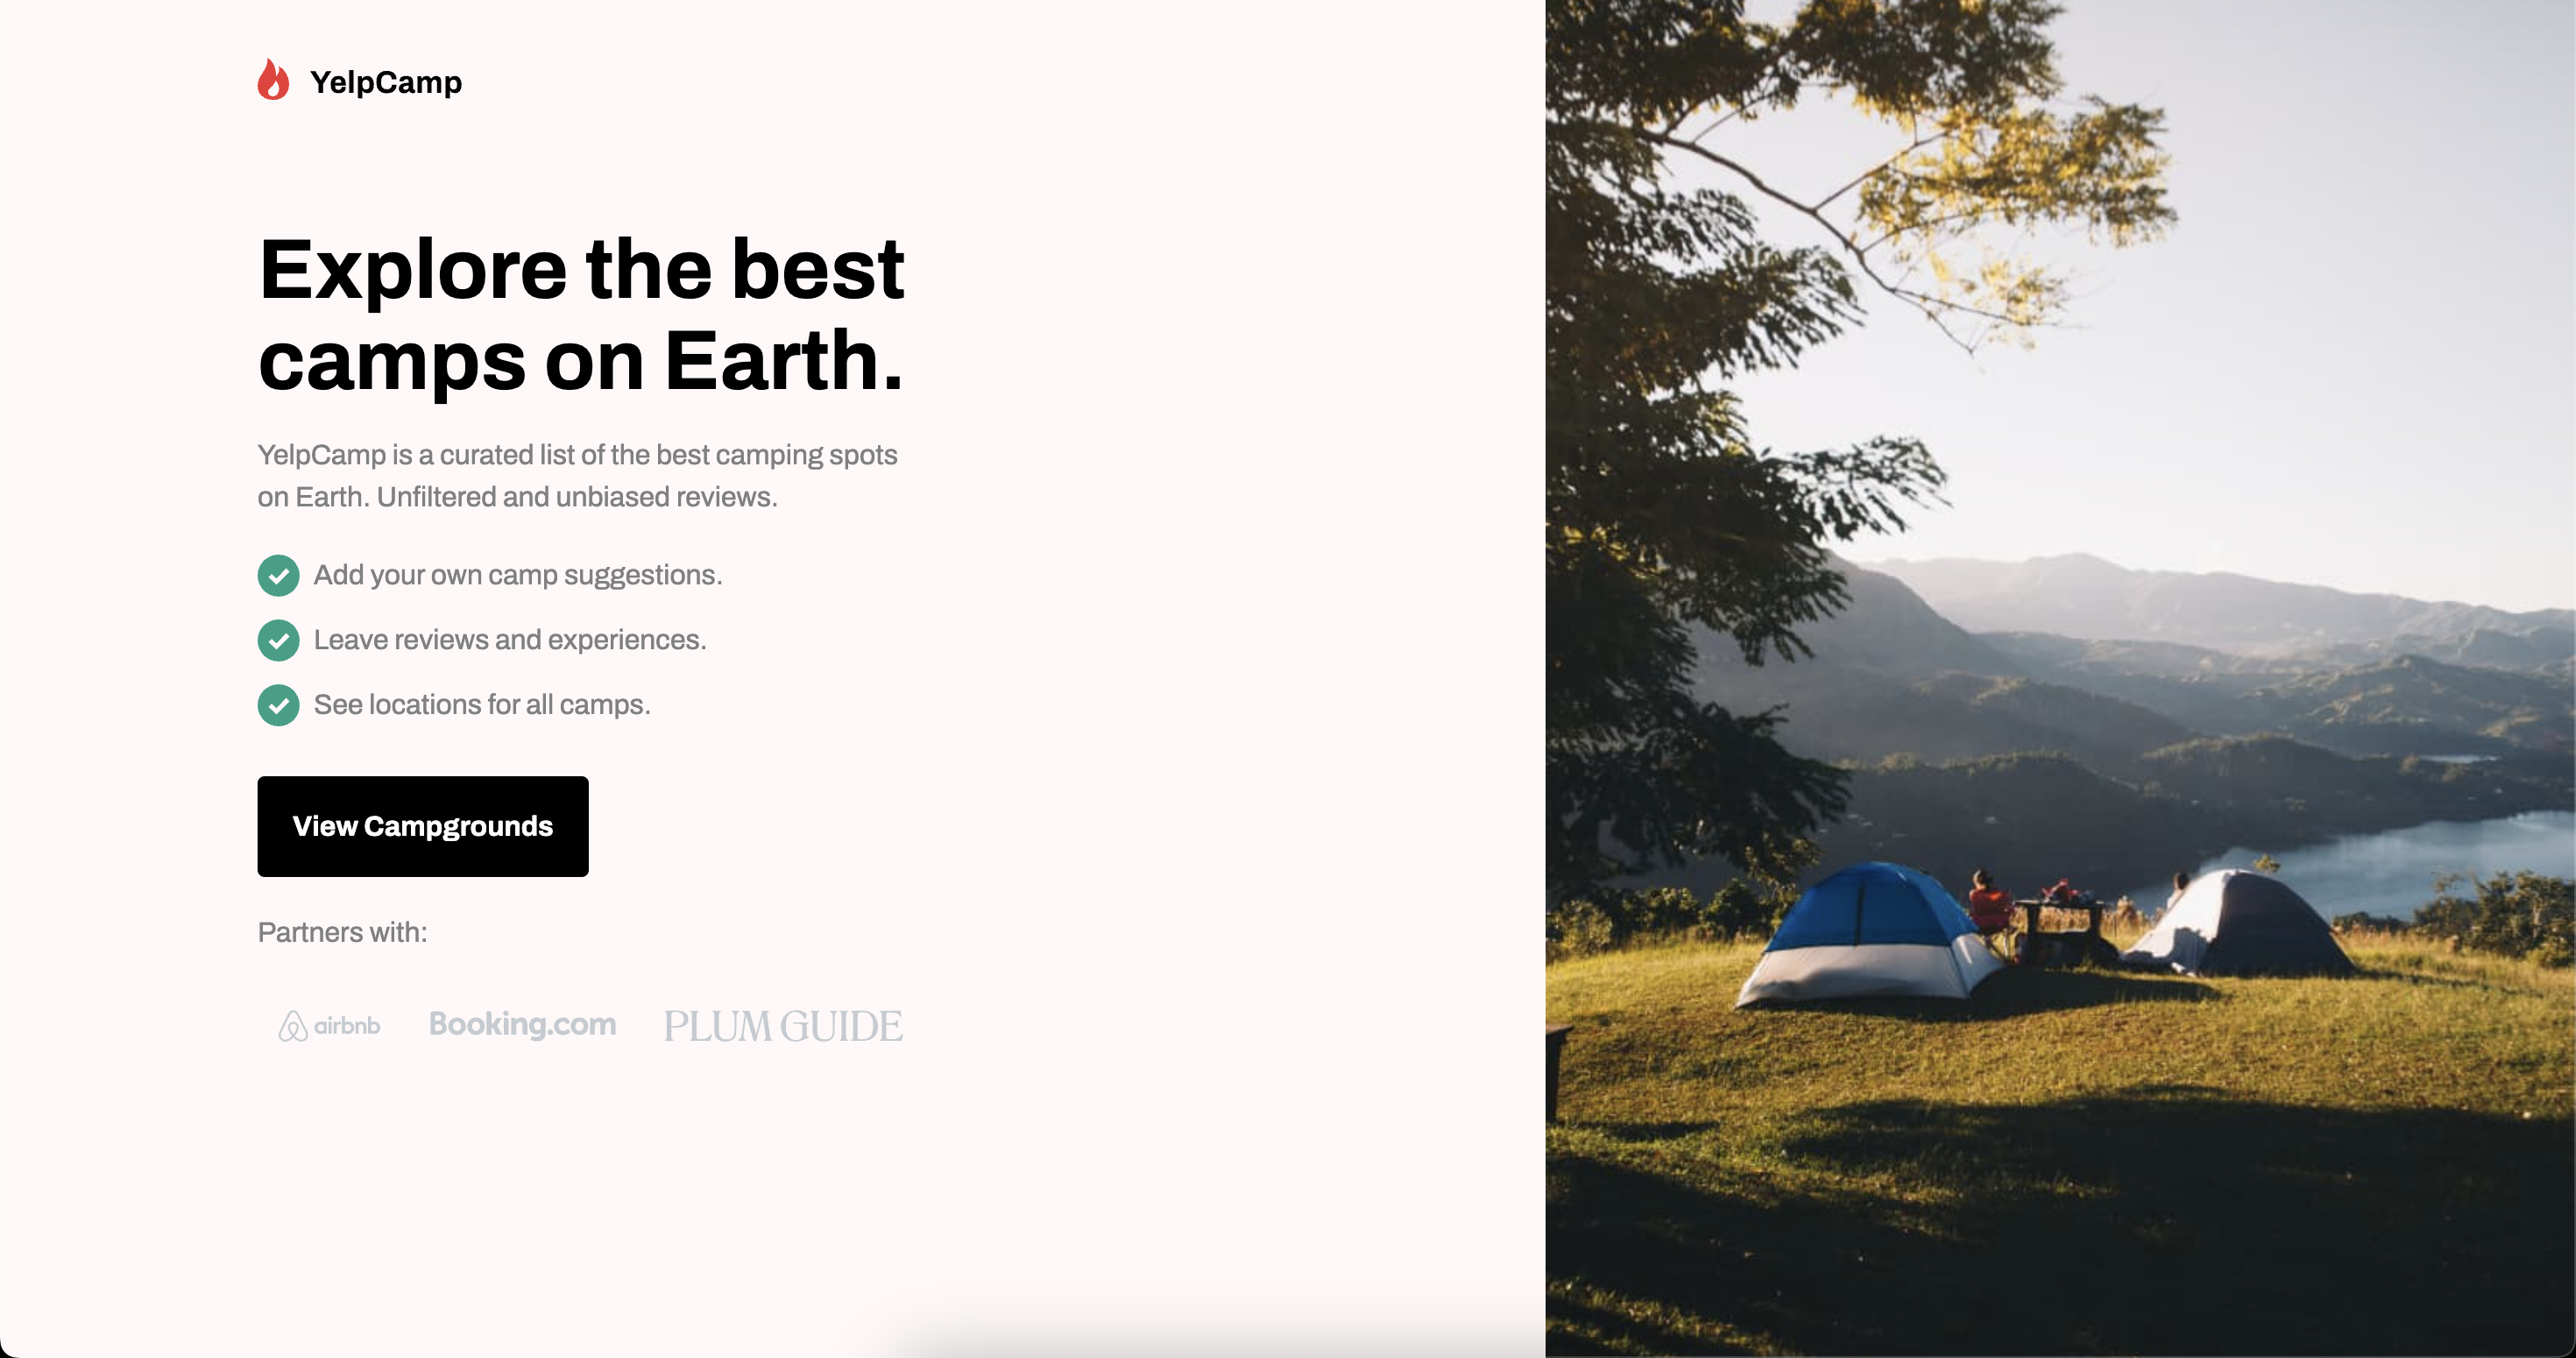 YelpCamp
Explore the best
camps on Earth.
YelpCamp is a curated list of the best camping spots
on Earth. Unfiltered and unbiased reviews.
Add your own camp suggestions.
Leave reviews and experiences.
See locations for all camps.
View Campgrounds
Partners with:
airbnb Booking.com PLUM GUIDE